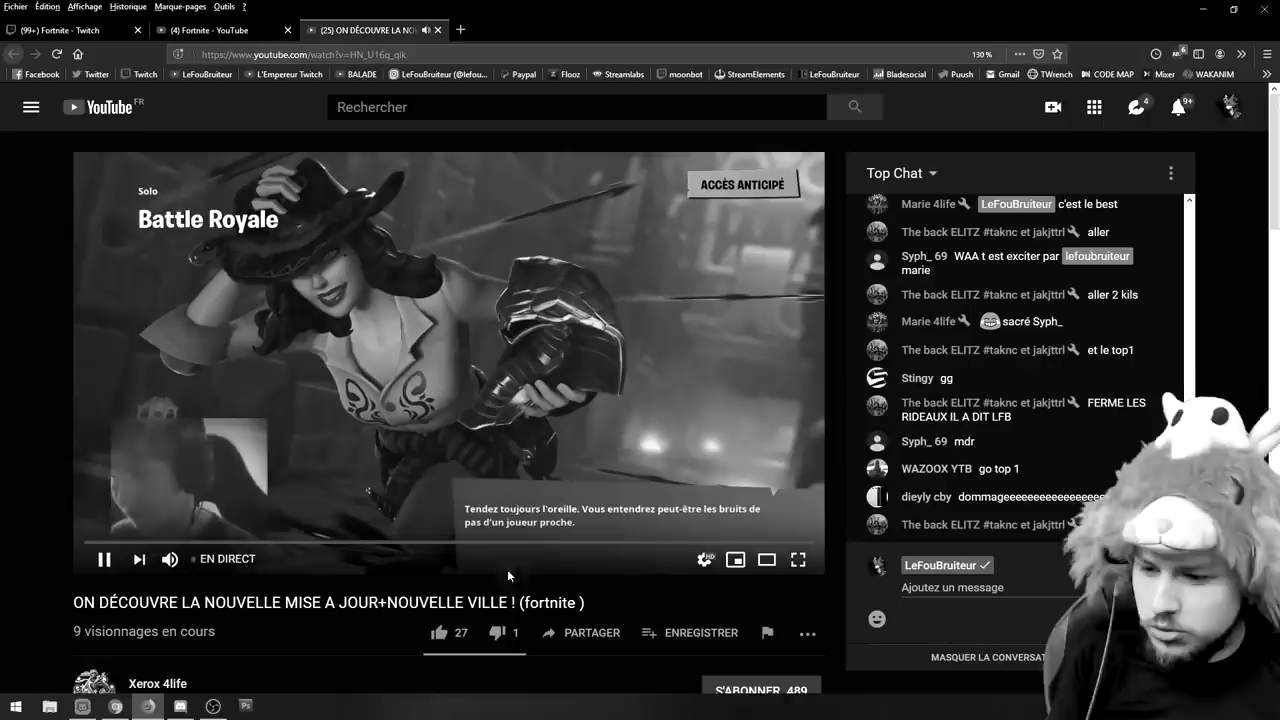 Fichier Édition Affichage Historique Marque-pages Outils ?
(99+) Fortnite - Twitch
(4) Fortnite - YouTube
(25) ON DÉCOUVRE LA NO
https://www.youtube.com/watch?v=HN_U16q_qik
130 %
Facebook Twitter Twitch LeFouBruiteur L'Empereur Twitch BALADE LeFouBruiteur (@lefou... Paypal Flooz Streamlabs moonbot StreamElements LeFouBruiteur Bladesocial Puush Gmail TWrench CODE MAP Mixer WAKANIM
YouTube FR
Rechercher
4
9+
Solo
Battle Royale
ACCÈS ANTICIPÉ
Tendez toujours l'oreille. Vous entendrez peut-être les bruits de
pas d'un joueur proche.
EN DIRECT
HD
ON DÉCOUVRE LA NOUVELLE MISE A JOUR+NOUVELLE VILLE ! (fortnite )
9 visionnages en cours
27
1
PARTAGER
ENREGISTRER
Xerox 4life
S'ABONNER 489
Top Chat
Marie 4life LeFouBruiteur c'est le best
The back ELITZ #taknc et jakjttrl aller
Syph_ 69 WAA t est exciter par lefoubruiteur
marie
The back ELITZ #taknc et jakjttrl aller 2 kils
Marie 4life sacré Syph_
The back ELITZ #taknc et jakjttrl et le top1
Stingy gg
The back ELITZ #taknc et jakjttrl FERME LES
RIDEAUX IL A DIT LFB
Syph_ 69 mdr
WAZOOX YTB go top 1
dieyly cby
The back ELITZ #taknc et jakjttrl
LeFouBruiteur
Ajoutez un message
MASQUER LA
Ps